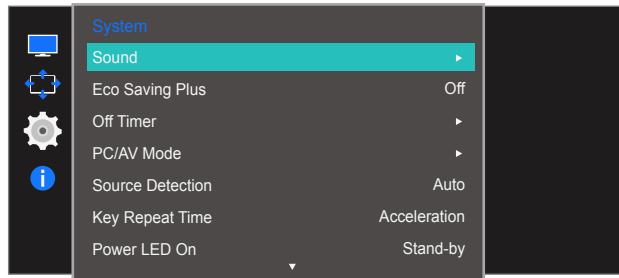 System
Sound
Eco Saving Plus Off
Off Timer
PC/AV Mode
Source Detection Auto
Key Repeat Time Acceleration
Power LED On Stand-by